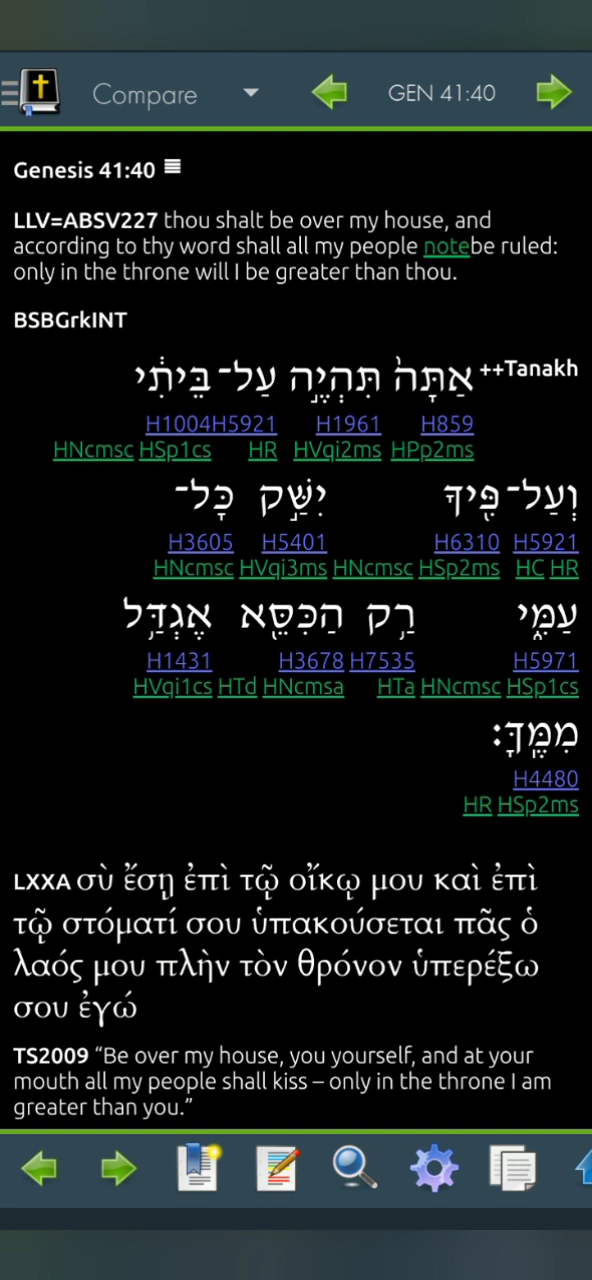 Compare
GEN 41:40
Genesis 41:40
LLV=ABSV227 thou shalt be over my house, and
according to thy word shall all my people notebe ruled:
only in the throne will I be greater than thou.
BSBGrkINT
++Tanakh אַתָּה֙ תִּהְיֶ֣ה עַל־בֵּיתִ֔י
H1004H5921 H1961 H859
HNcmsc HSp1cs HR HVqi2ms HPp2ms
וְעַל־פִּ֖יךָ יִשַּׁ֣ק כָּל־
H3605 H5401 H6310 H5921
HNcmsc HVqi3ms HNcmsc HSp2ms HC HR
עַמִּ֑י רַ֥ק הַכִּסֵּ֖א אֶגְדַּ֥ל
H1431 H3678 H7535 H5971
HVqi1cs HTd HNcmsa HTa HNcmsc HSp1cs
מִמֶּֽךָּ׃
H4480
HR HSp2ms
LXXA σὺ ἔσῃ ἐπὶ τῷ οἴκῳ μου καὶ ἐπὶ
τῷ στόματί σου ὑπακούσεται πᾶς ὁ
λαός μου πλὴν τὸν θρόνον ὑπερέξω
σου ἐγώ
TS2009 “Be over my house, you yourself, and at your
mouth all my people shall kiss – only in the throne I am
greater than you.”